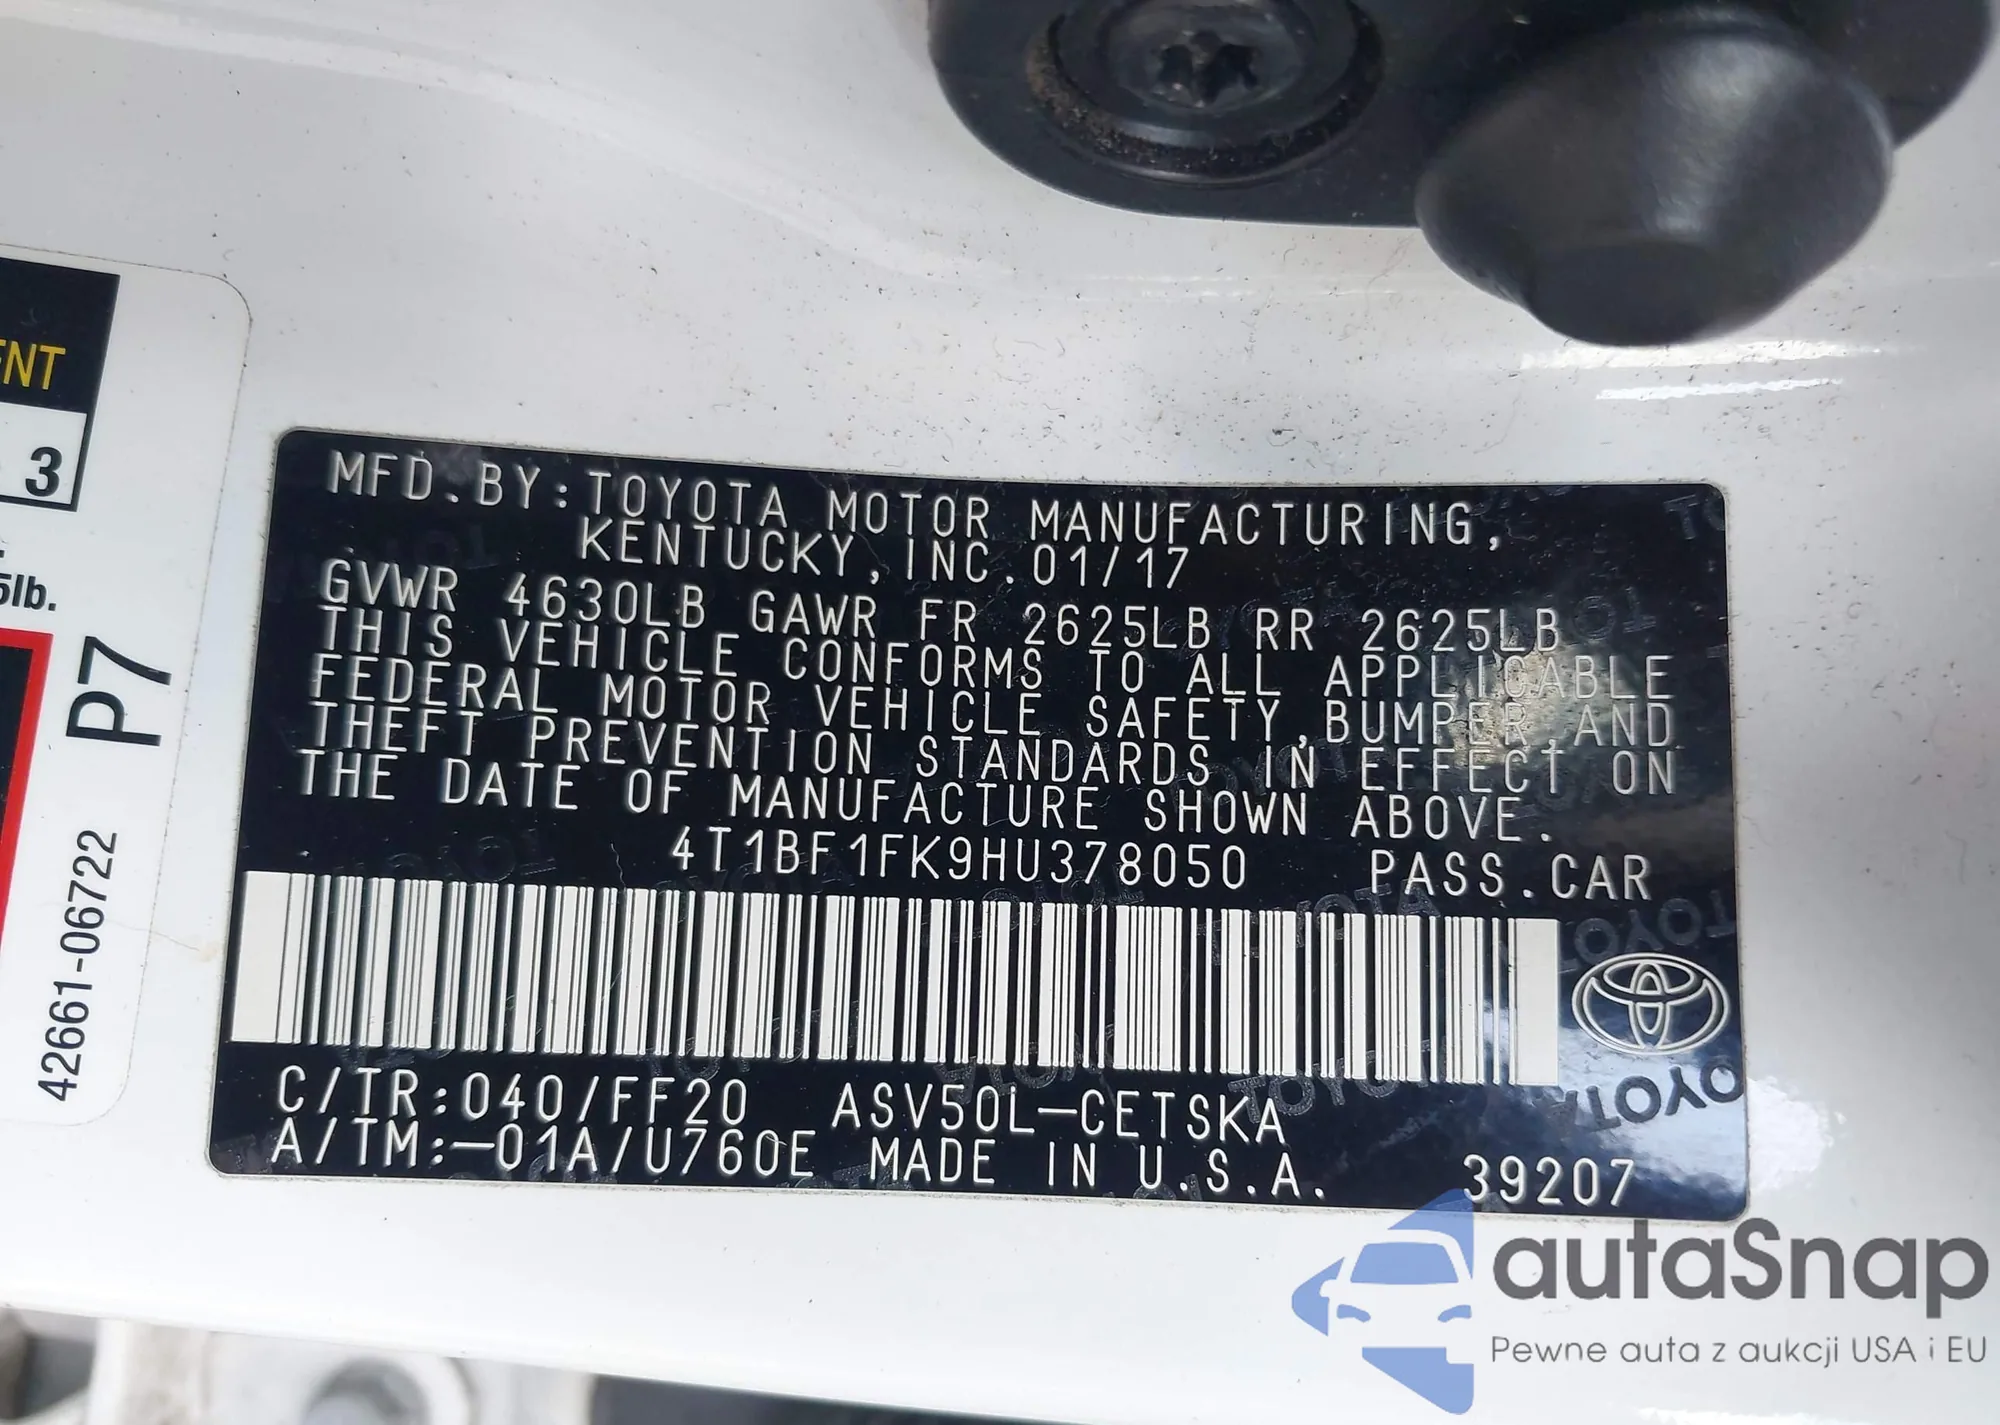 ENT
3
5lb.
P7
42661-06722
MFD.BY:TOYOTA MOTOR MANUFACTURING,
KENTUCKY,INC.01/17
GVWR 4630LB GAWR FR 2625LB RR 2625LB
THIS VEHICLE CONFORMS TO ALL APPLICABLE
FEDERAL MOTOR VEHICLE SAFETY,BUMPER,AND
THEFT PREVENTION STANDARDS IN EFFECT ON
THE DATE OF MANUFACTURE SHOWN ABOVE.
4T1BF1FK9HU378050 PASS.CAR
C/TR:040/FF20 ASV50L-CETSKA
A/TM:-01A/U760E MADE IN U.S.A. 39207
TOYOTA
autaSnap
Pewne auta z aukcji USA i EU